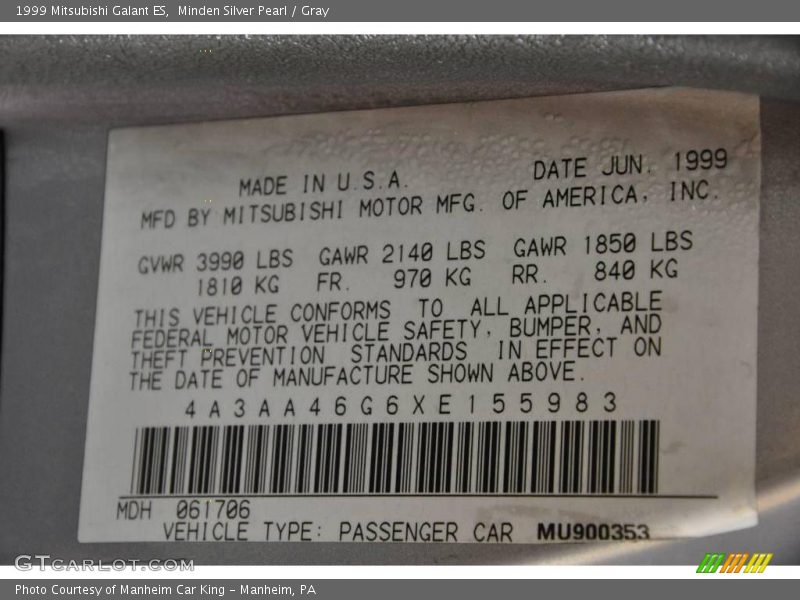 1999 Mitsubishi Galant ES, Minden Silver Pearl / Gray
MADE IN U.S.A. DATE JUN. 1999
MFD BY MITSUBISHI MOTOR MFG. OF AMERICA, INC.
GVWR 3990 LBS GAWR 2140 LBS GAWR 1850 LBS
1810 KG FR. 970 KG RR. 840 KG
THIS VEHICLE CONFORMS TO ALL APPLICABLE
FEDERAL MOTOR VEHICLE SAFETY, BUMPER, AND
THEFT PREVENTION STANDARDS IN EFFECT ON
THE DATE OF MANUFACTURE SHOWN ABOVE.
4A3AA46G6XE155983
MDH 061706
VEHICLE TYPE: PASSENGER CAR MU900353
GTCARLOT.COM
Photo Courtesy of Manheim Car King - Manheim, PA